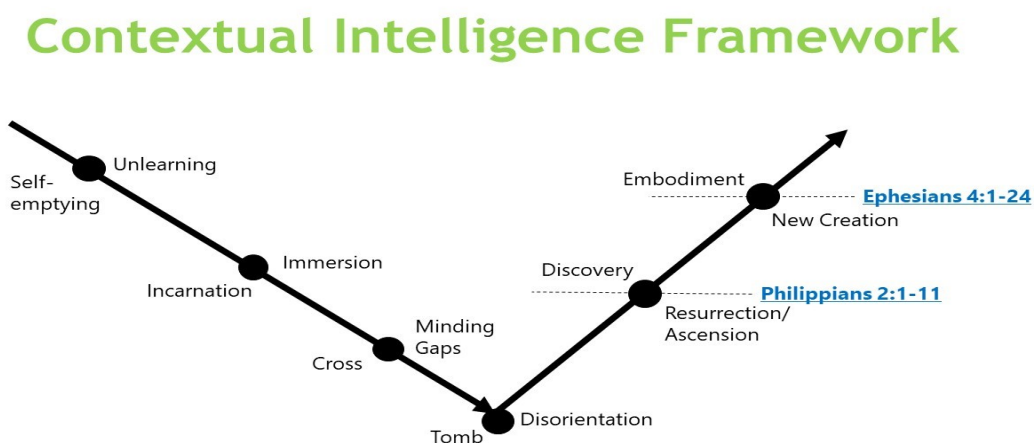 Contextual Intelligence Framework
Unlearning
Self-
emptying
Immersion
Incarnation
Minding
Gaps
Cross
Disorientation
Tomb
Discovery
Philippians 2:1-11
Resurrection/
Ascension
Embodiment
Ephesians 4:1-24
New Creation